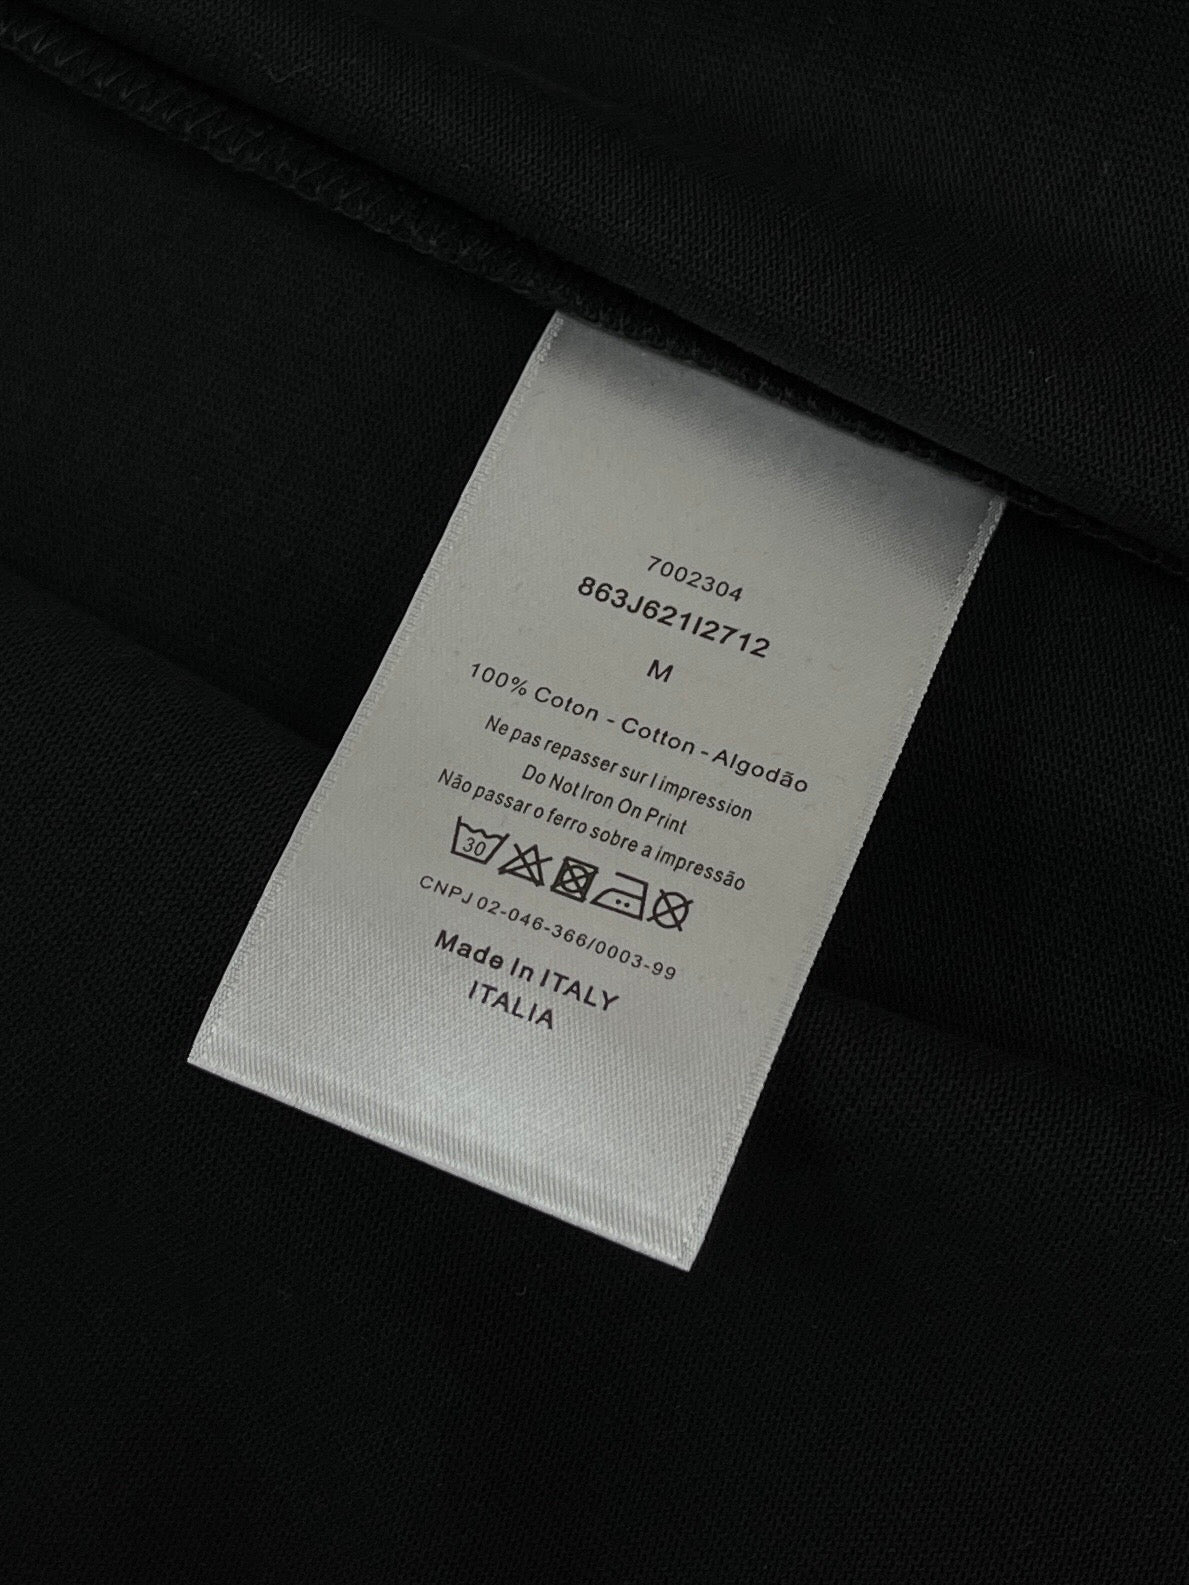 7002304
863J621I2712
M
100% Coton - Cotton - Algodão
Ne pas repasser sur l impression
Do Not Iron On Print
Não passar o ferro sobre a impressão
30
CNPJ 02-046-366/0003-99
Made In ITALY
ITALIA